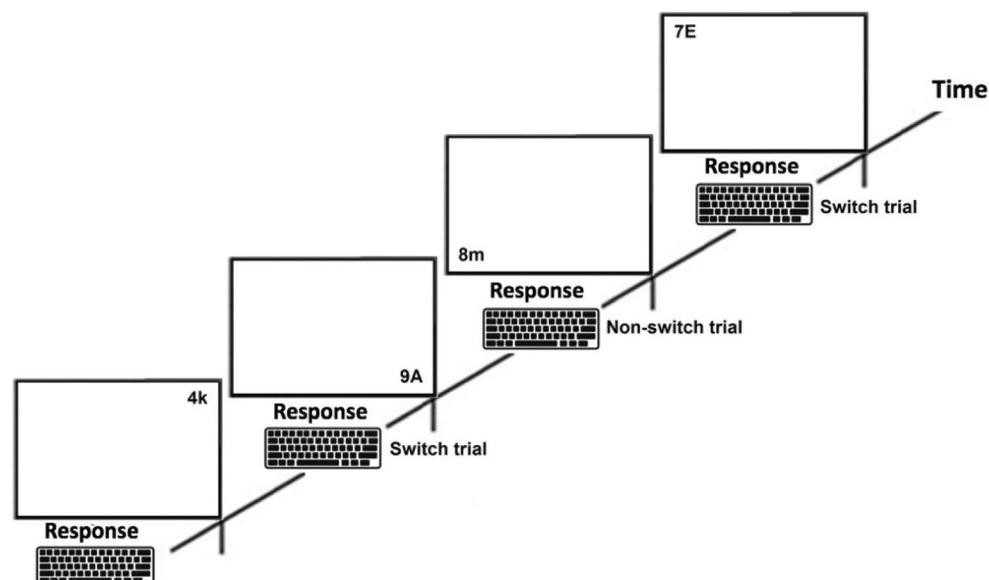 7E
Time
Response
Switch trial
8m
Response
Non-switch trial
9A
Response
Switch trial
4k
Response